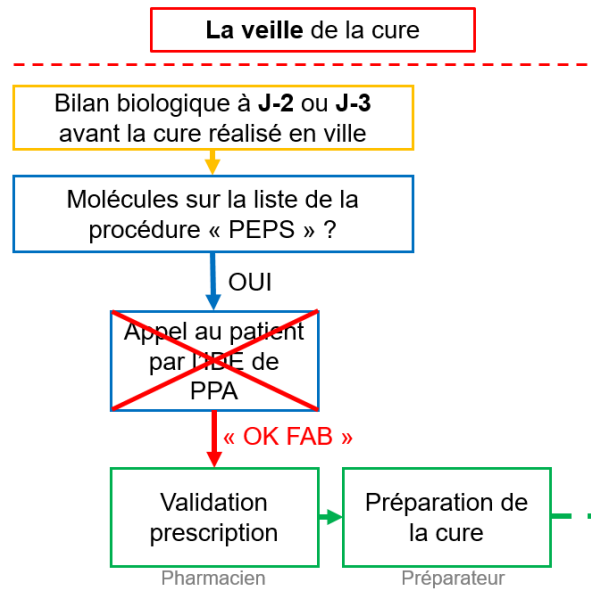 La veille de la cure
Bilan biologique à J-2 ou J-3
avant la cure réalisé en ville
Molécules sur la liste de la
procédure « PEPS » ?
OUI
Appel au patient
par l'IDE de
PPA
« OK FAB »
Validation
prescription
Pharmacien
Préparation de
la cure
Préparateur